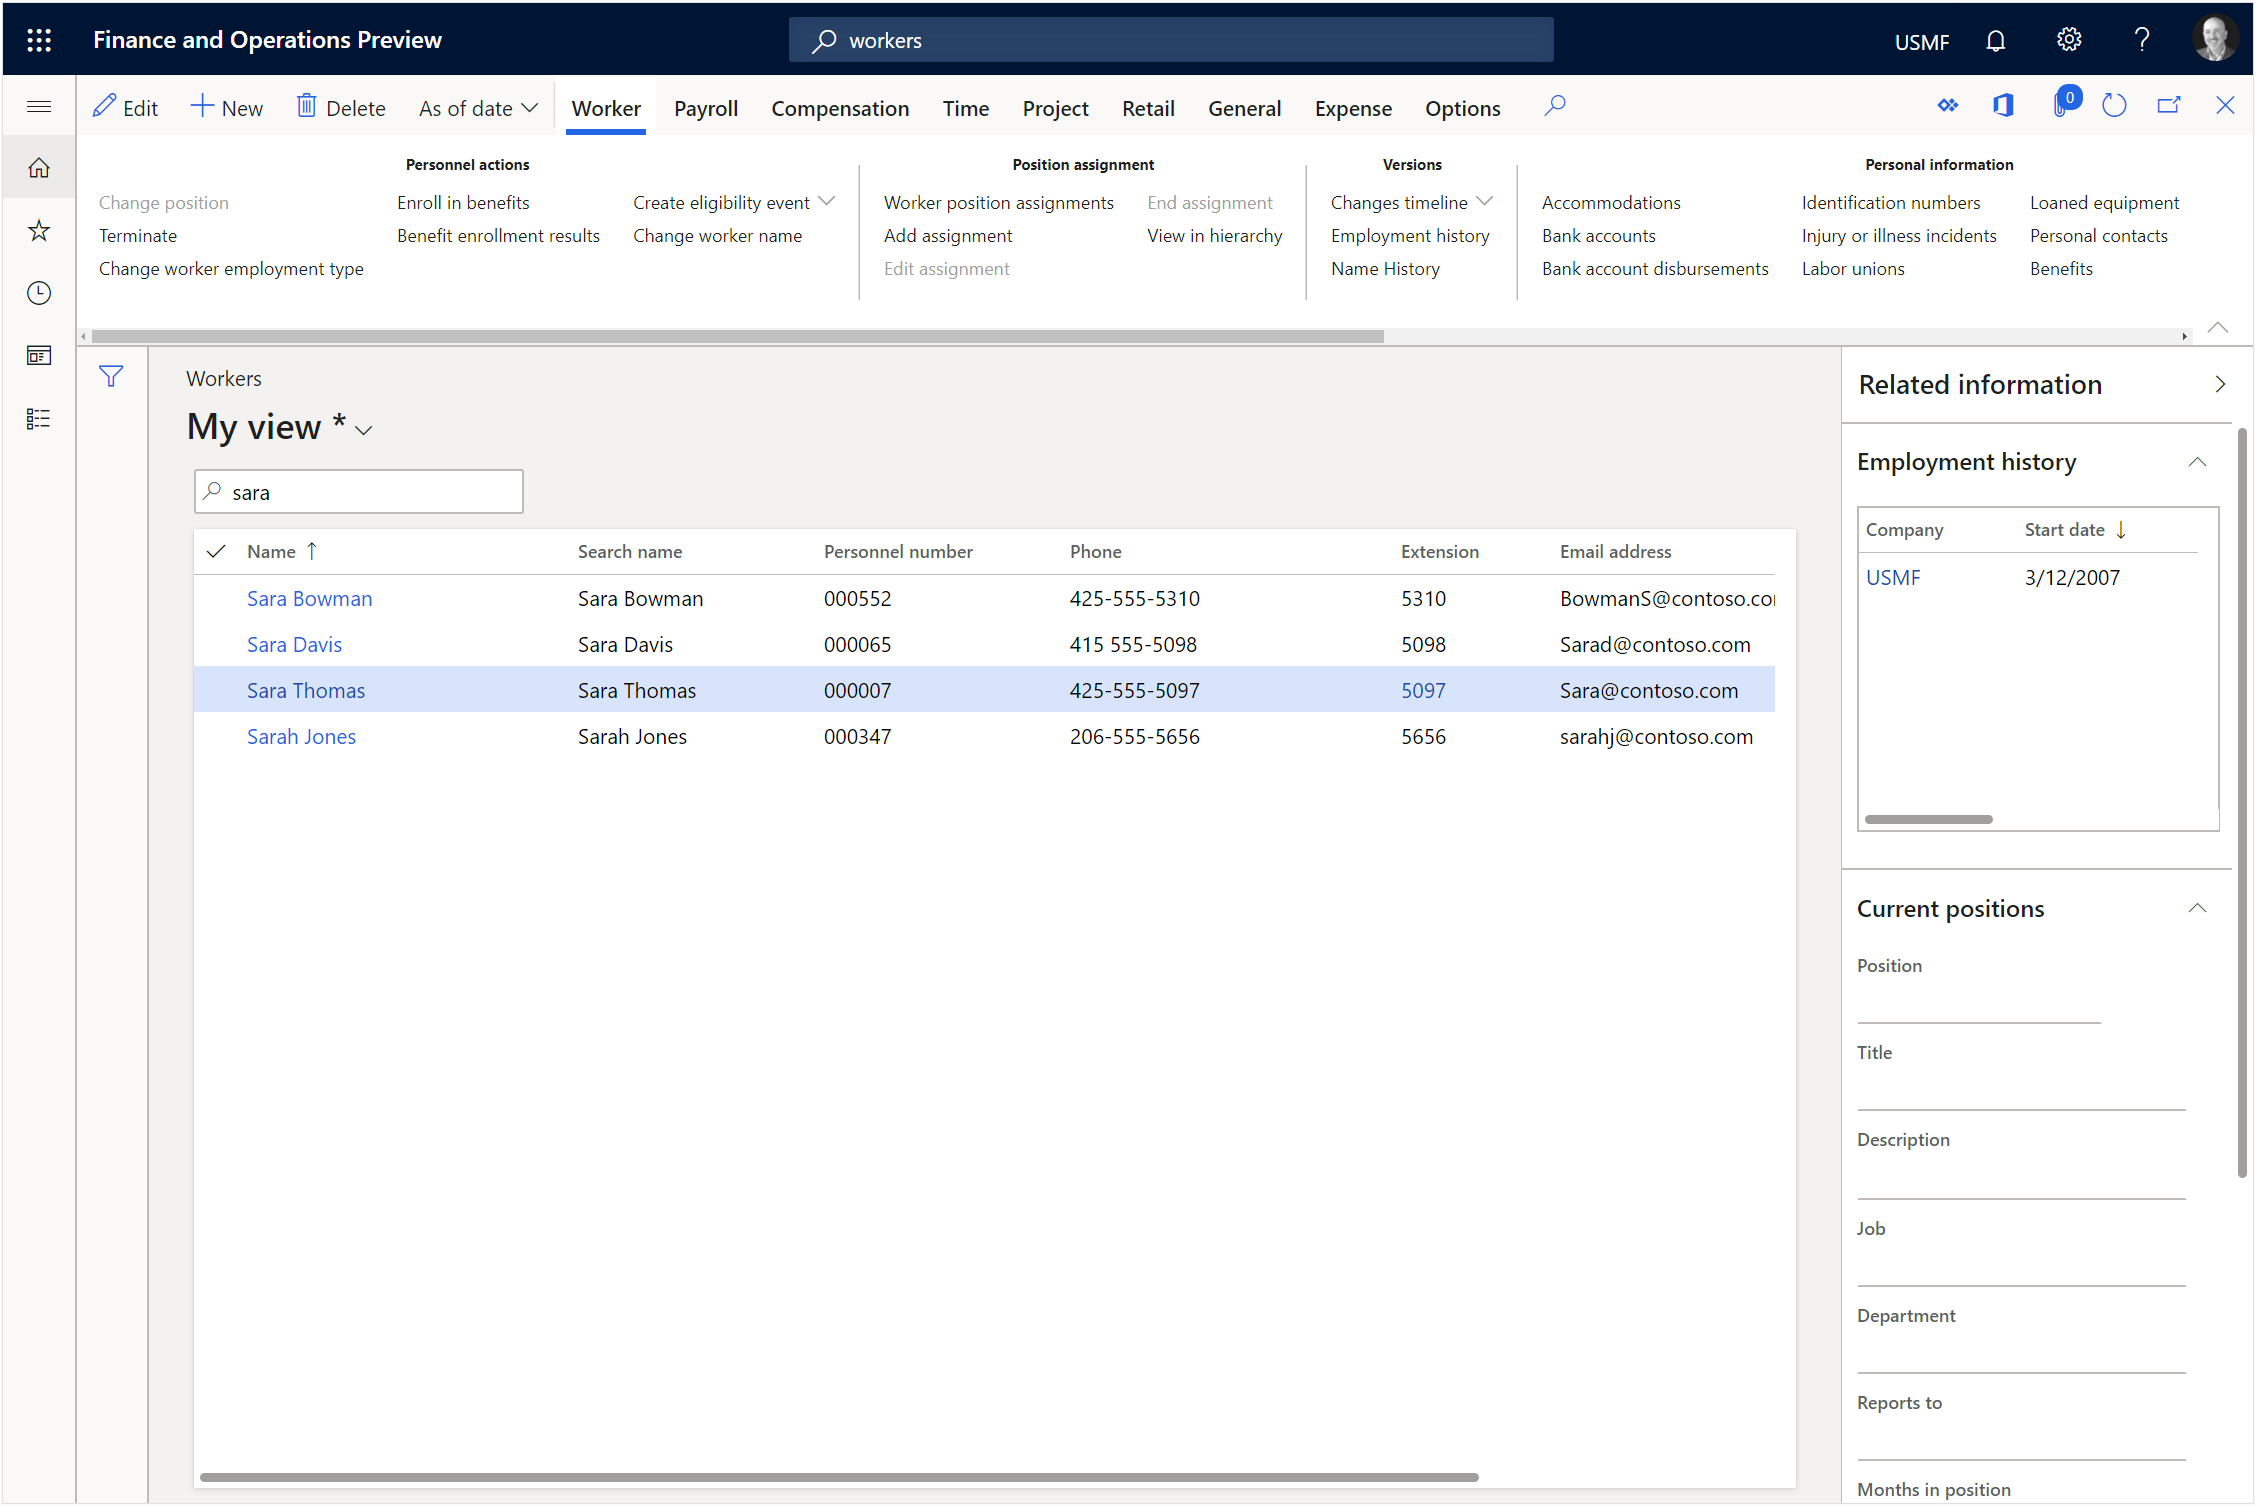 Finance and Operations Preview
workers
USMF
Edit New Delete As of date Worker Payroll Compensation Time Project Retail General Expense Options
0
Personnel actions
Change position
Terminate
Change worker employment type
Enroll in benefits
Benefit enrollment results
Create eligibility event
Change worker name
Position assignment
Worker position assignments
Add assignment
Edit assignment
End assignment
View in hierarchy
Versions
Changes timeline
Employment history
Name History
Personal information
Accommodations
Bank accounts
Bank account disbursements
Identification numbers
Injury or illness incidents
Labor unions
Loaned equipment
Personal contacts
Benefits
Workers
My view *
sara
Name Search name Personnel number Phone Extension Email address
Sara Bowman Sara Bowman 000552 425-555-5310 5310 BowmanS@contoso.co
Sara Davis Sara Davis 000065 415 555-5098 5098 Sarad@contoso.com
Sara Thomas Sara Thomas 000007 425-555-5097 5097 Sara@contoso.com
Sarah Jones Sarah Jones 000347 206-555-5656 5656 sarahj@contoso.com
Related information
Employment history
Company Start date
USMF 3/12/2007
Current positions
Position
Title
Description
Job
Department
Reports to
Months in position